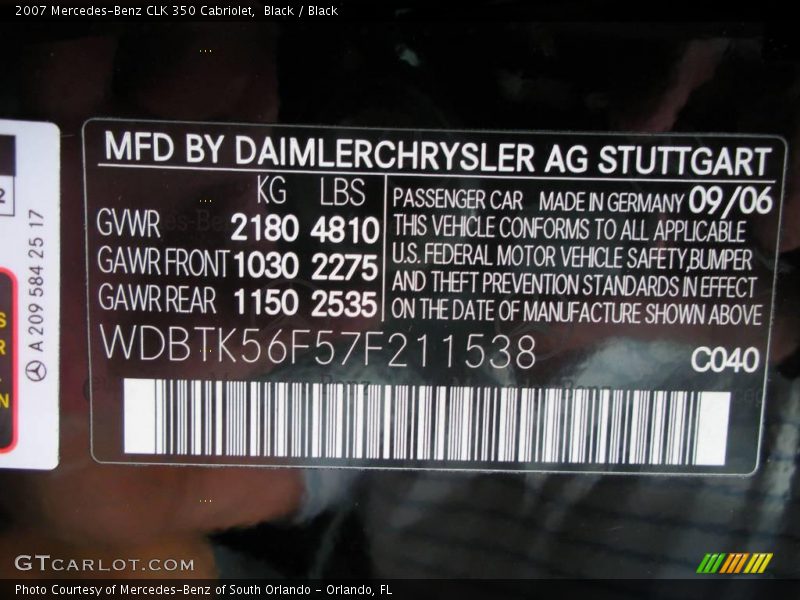 2007 Mercedes-Benz CLK 350 Cabriolet,  Black / Black
MFD BY DAIMLERCHRYSLER AG STUTTGART
KG LBS
GVWR 2180 4810
GAWR FRONT 1030 2275
GAWR REAR 1150 2535
PASSENGER CAR MADE IN GERMANY 09/06
THIS VEHICLE CONFORMS TO ALL APPLICABLE
U.S. FEDERAL MOTOR VEHICLE SAFETY,BUMPER
AND THEFT PREVENTION STANDARDS IN EFFECT
ON THE DATE OF MANUFACTURE SHOWN ABOVE
WDBTK56F57F211538
C040
A 209 584 25 17
2
S
R
N
GTCARLOT.COM
Photo Courtesy of Mercedes-Benz of South Orlando - Orlando, FL